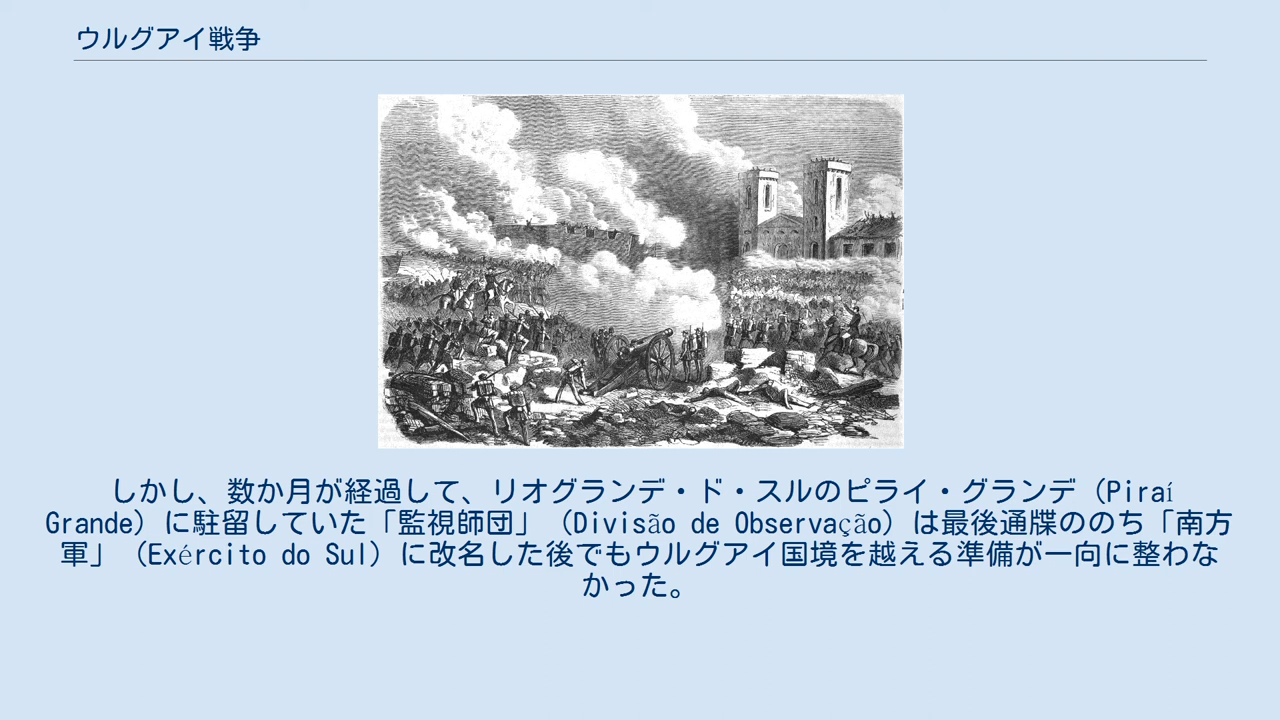 ウルグアイ戦争
しかし、数か月が経過して、リオグランデ・ド・スルのピライ・グランデ（Piraí
Grande）に駐留していた「監視師団」（Divisão de Observação）は最後通牒ののち「南方
軍」（Exército do Sul）に改名した後でもウルグアイ国境を越える準備が一向に整わな
かった。